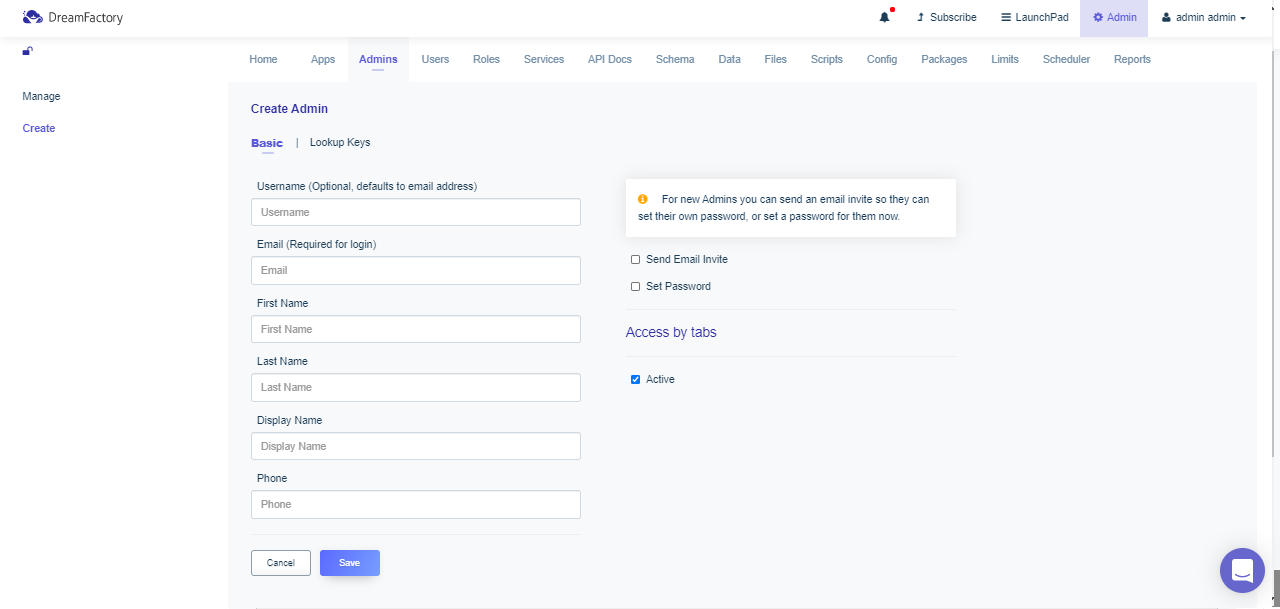 DreamFactory
Subscribe
LaunchPad
Admin
admin admin
Home
Apps
Admins
Users
Roles
Services
API Docs
Schema
Data
Files
Scripts
Config
Packages
Limits
Scheduler
Reports
Manage
Create
Create Admin
Basic | Lookup Keys
Username (Optional, defaults to email address)
Username
Email (Required for login)
Email
First Name
First Name
Last Name
Last Name
Display Name
Display Name
Phone
Phone
Cancel
Save
For new Admins you can send an email invite so they can
set their own password, or set a password for them now.
Send Email Invite
Set Password
Access by tabs
Active